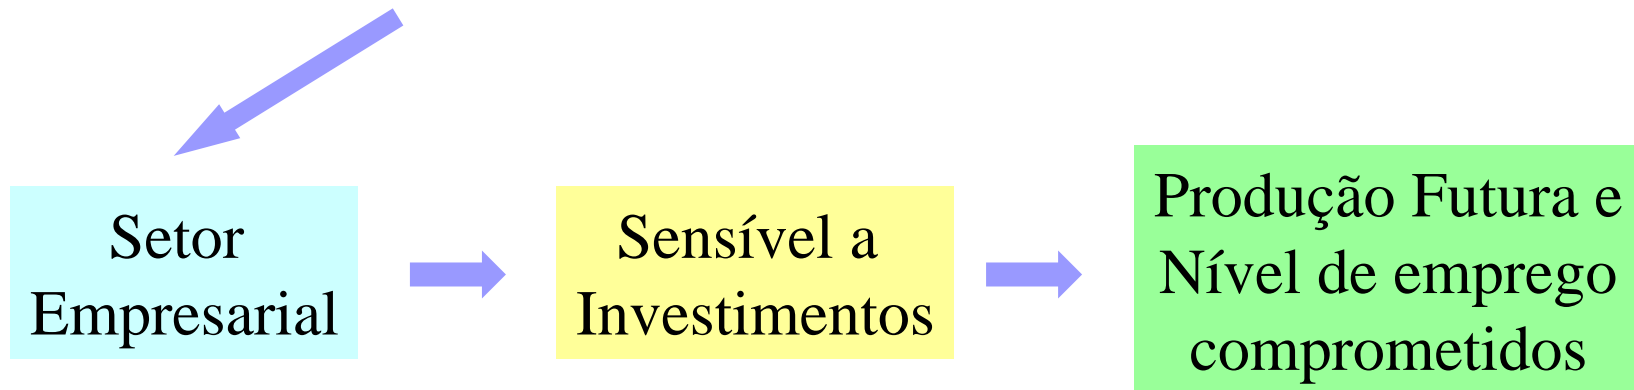 Setor
Empresarial
Sensível a
Investimentos
Produção Futura e
Nível de emprego
comprometidos